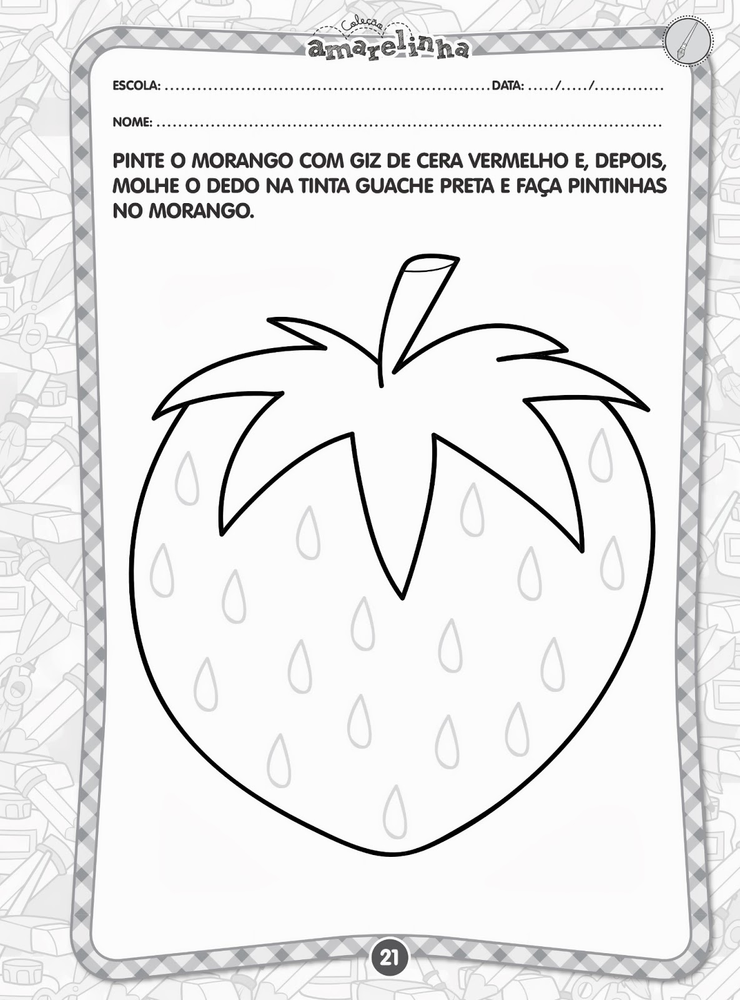 Coleção
amarelinha
ESCOLA: ............................................................ DATA: ...../...../.............
NOME: ..............................................................................................
PINTE O MORANGO COM GIZ DE CERA VERMELHO E, DEPOIS,
MOLHE O DEDO NA TINTA GUACHE PRETA E FAÇA PINTINHAS
NO MORANGO.
21